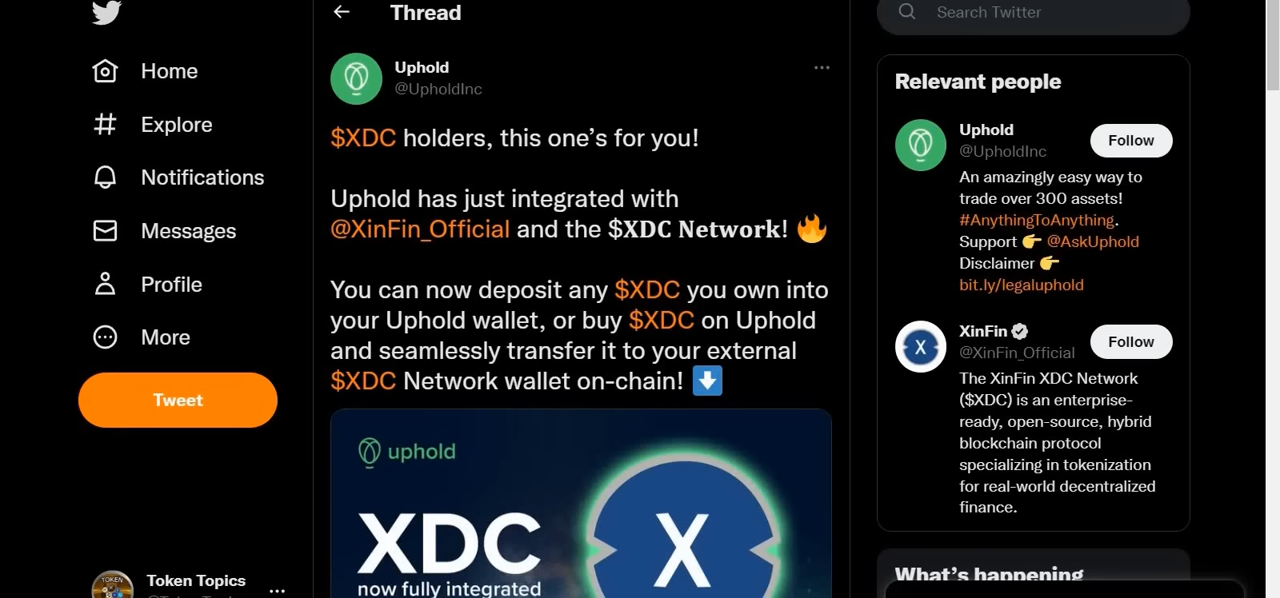 Home
Explore
Notifications
Messages
Profile
More
Tweet
TOKEN
Token Topics
Thread
Uphold
@UpholdInc
$XDC holders, this one’s for you!
Uphold has just integrated with
@XinFin_Official and the $𝐗𝐃𝐂 𝐍𝐞𝐭𝐰𝐨𝐫𝐤! 🔥
You can now deposit any $XDC you own into
your Uphold wallet, or buy $XDC on Uphold
and seamlessly transfer it to your external
$XDC Network wallet on-chain! ⬇️
uphold
XDC
now fully integrated
X
Search Twitter
Relevant people
Uphold
@UpholdInc
Follow
An amazingly easy way to
trade over 300 assets!
#AnythingToAnything.
Support 👉 @AskUphold
Disclaimer 👉
bit.ly/legaluphold
X
XinFin
@XinFin_Official
Follow
The XinFin XDC Network
($XDC) is an enterprise-
ready, open-source, hybrid
blockchain protocol
specializing in tokenization
for real-world decentralized
finance.
What’s happening